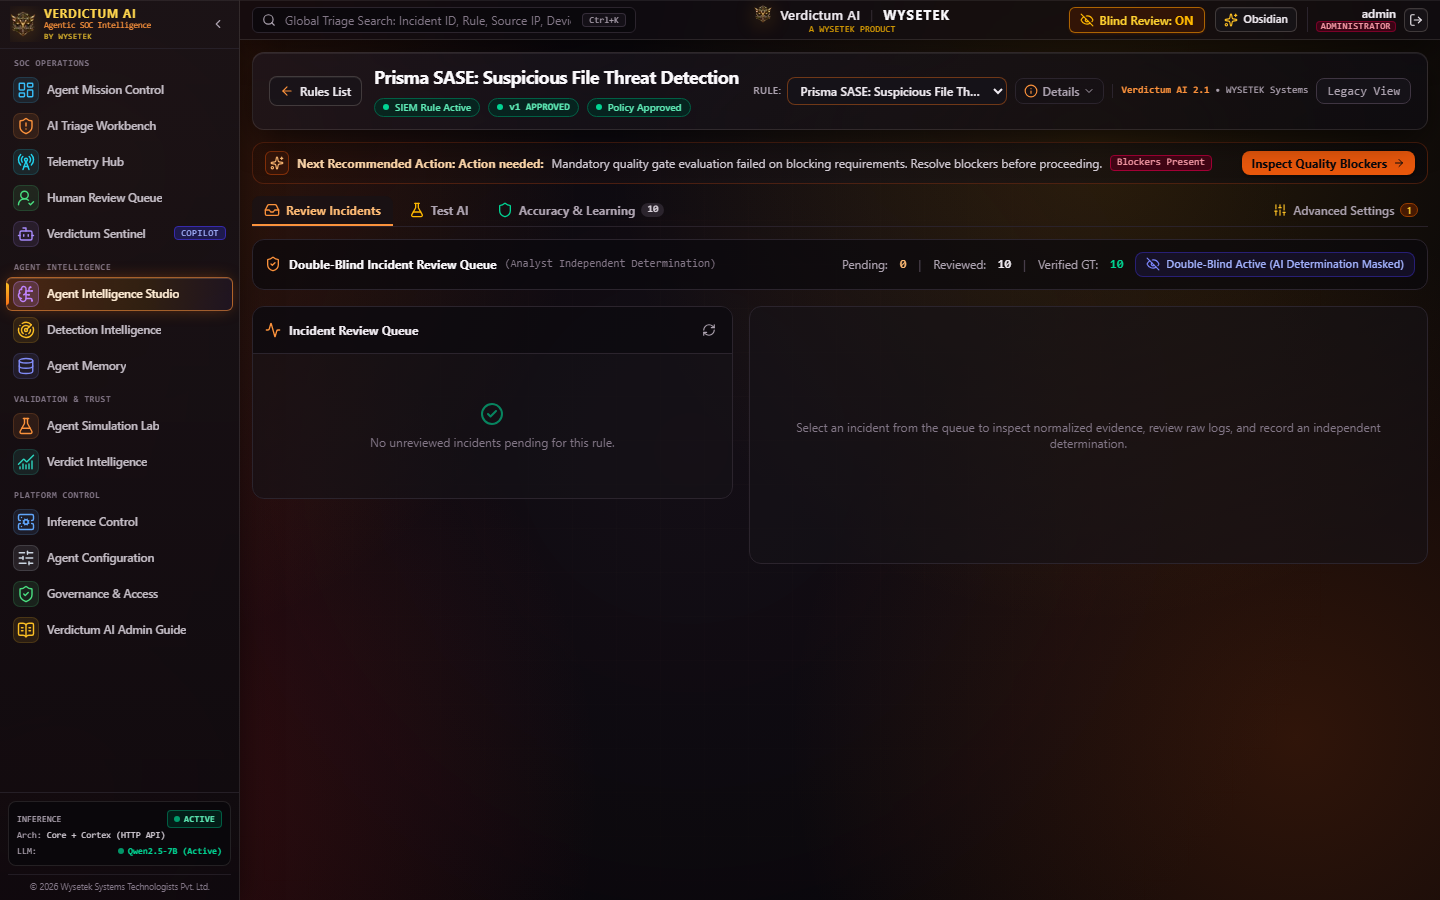 VERDICTUM AI
Agentic SOC Intelligence
BY WYSETEK
SOC OPERATIONS
Agent Mission Control
AI Triage Workbench
Telemetry Hub
Human Review Queue
Verdictum Sentinel COPILOT
AGENT INTELLIGENCE
Agent Intelligence Studio
Detection Intelligence
Agent Memory
VALIDATION & TRUST
Agent Simulation Lab
Verdict Intelligence
PLATFORM CONTROL
Inference Control
Agent Configuration
Governance & Access
Verdictum AI Admin Guide
INFERENCE ACTIVE
Arch: Core + Cortex (HTTP API)
LLM: Qwen2.5-7B (Active)
© 2026 Wysetek Systems Technologists Pvt. Ltd.
Global Triage Search: Incident ID, Rule, Source IP, Devi Ctrl+K
Verdictum AI | WYSETEK
A WYSETEK PRODUCT
Blind Review: ON
Obsidian
admin
ADMINISTRATOR
Rules List
Prisma SASE: Suspicious File Threat Detection
SIEM Rule Active v1 APPROVED Policy Approved
RULE: Prisma SASE: Suspicious File Th...
Details
Verdictum AI 2.1 • WYSETEK Systems
Legacy View
Next Recommended Action: Action needed: Mandatory quality gate evaluation failed on blocking requirements. Resolve blockers before proceeding. Blockers Present
Inspect Quality Blockers →
Review Incidents Test AI Accuracy & Learning 10 Advanced Settings 1
Double-Blind Incident Review Queue (Analyst Independent Determination) Pending: 0 | Reviewed: 10 | Verified GT: 10 Double-Blind Active (AI Determination Masked)
Incident Review Queue
No unreviewed incidents pending for this rule.
Select an incident from the queue to inspect normalized evidence, review raw logs, and record an independent
determination.